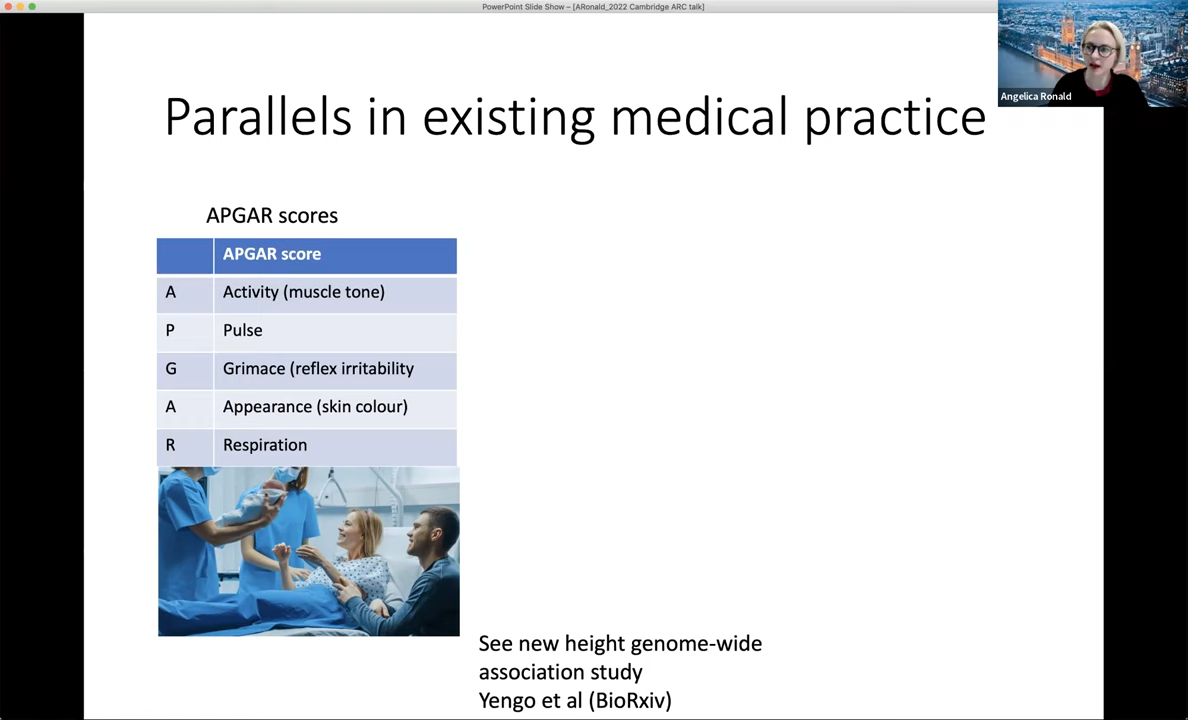 PowerPoint Slide Show – [ARonald_2022 Cambridge ARC talk]
Angelica Ronald
Parallels in existing medical practice
APGAR scores
APGAR score
A Activity (muscle tone)
P Pulse
G Grimace (reflex irritability
A Appearance (skin colour)
R Respiration
See new height genome-wide
association study
Yengo et al (BioRxiv)